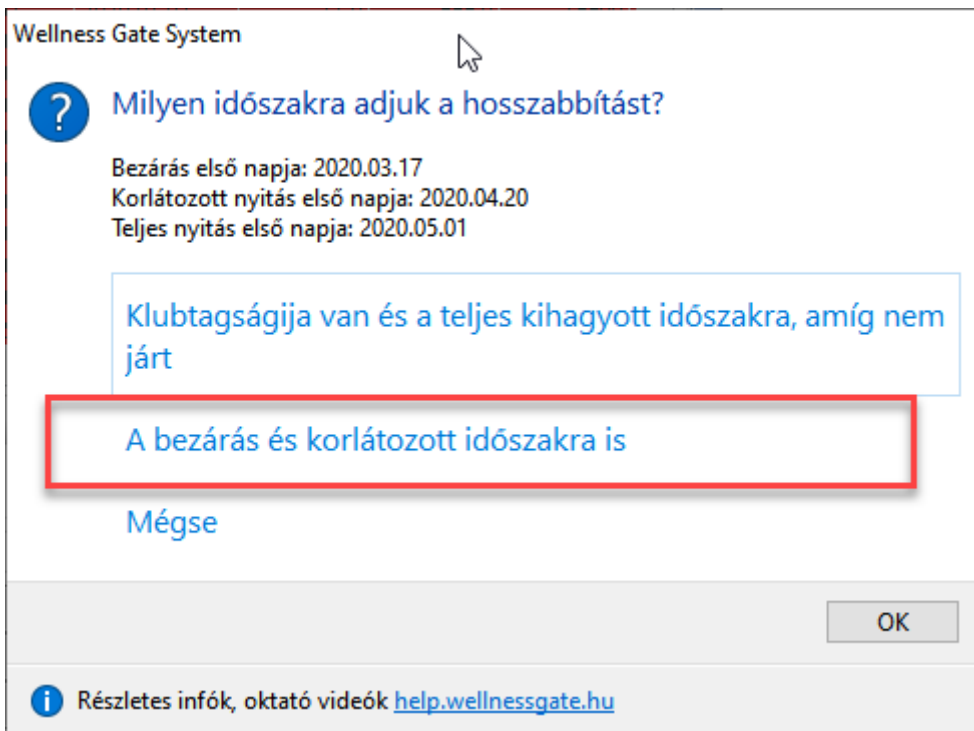 Wellness Gate System
Milyen időszakra adjuk a hosszabbítást?
Bezárás első napja: 2020.03.17
Korlátozott nyitás első napja: 2020.04.20
Teljes nyitás első napja: 2020.05.01
Klubtagságija van és a teljes kihagyott időszakra, amíg nem
járt
A bezárás és korlátozott időszakra is
Mégse
OK
Részletes infók, oktató videók help.wellnessgate.hu